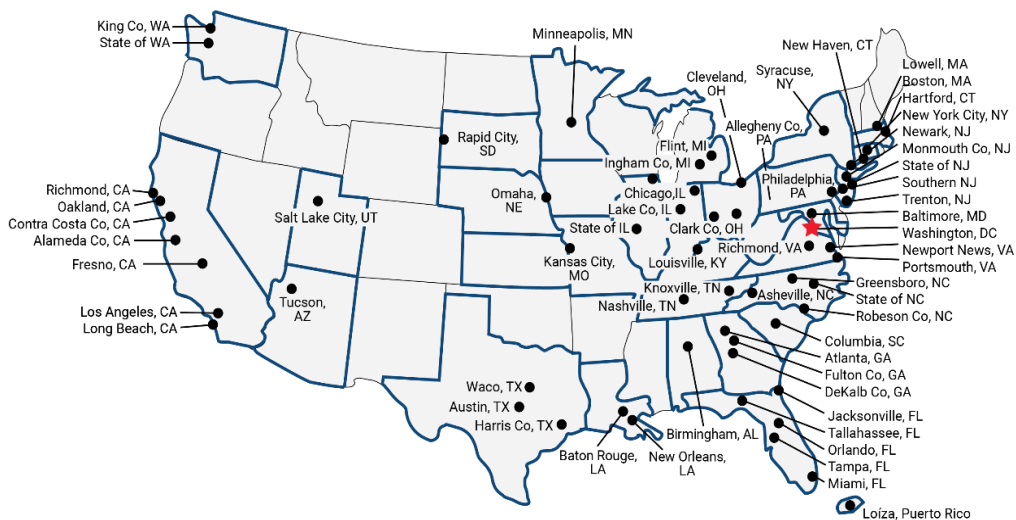 King Co, WA
State of WA
Minneapolis, MN
New Haven, CT
Syracuse,
NY
Cleveland,
OH
Lowell, MA
Boston, MA
Hartford, CT
New York City, NY
Newark, NJ
Monmouth Co, NJ
State of NJ
Southern NJ
Trenton, NJ
Baltimore, MD
Washington, DC
Newport News, VA
Portsmouth, VA
Allegheny Co,
PA
Philadelphia,
PA
Rapid City,
SD
Flint, MI
Ingham Co, MI
Omaha,
NE
Chicago,IL
Lake Co, IL
State of IL
Clark Co, OH
Richmond, VA
Louisville, KY
Kansas City,
MO
Richmond, CA
Oakland, CA
Contra Costa Co, CA
Alameda Co, CA
Fresno, CA
Los Angeles, CA
Long Beach, CA
Salt Lake City, UT
Tucson,
AZ
Knoxville, TN
Nashville, TN
Asheville, NC
Greensboro, NC
State of NC
Robeson Co, NC
Columbia, SC
Atlanta, GA
Fulton Co, GA
DeKalb Co, GA
Jacksonville, FL
Tallahassee, FL
Orlando, FL
Tampa, FL
Miami, FL
Waco, TX
Austin, TX
Harris Co, TX
Baton Rouge,
LA
New Orleans,
LA
Birmingham, AL
Loíza, Puerto Rico